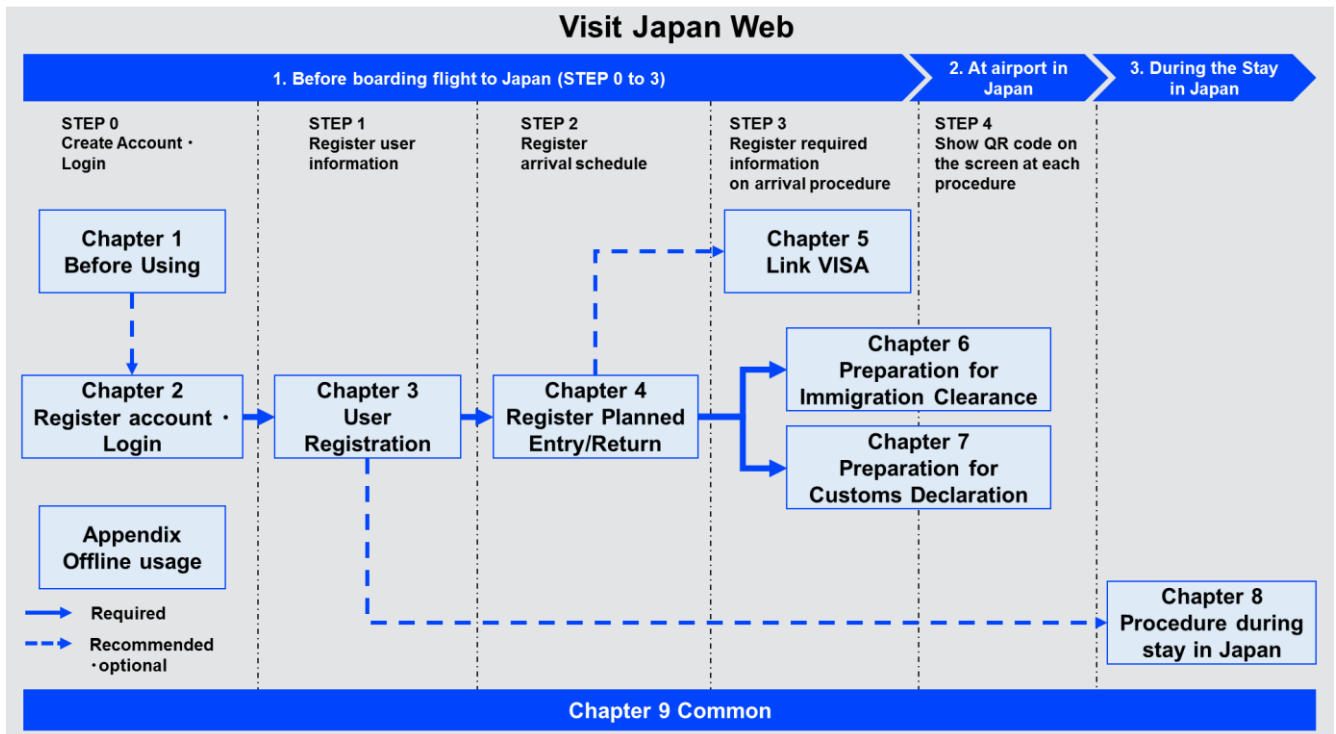 Visit Japan Web
1. Before boarding flight to Japan (STEP 0 to 3)
2. At airport in
Japan
3. During the Stay
in Japan
STEP 0
Create Account・
Login
STEP 1
Register user
information
STEP 2
Register
arrival schedule
STEP 3
Register required
information
on arrival procedure
STEP 4
Show QR code on
the screen at each
procedure
Chapter 1
Before Using
Chapter 5
Link VISA
Chapter 2
Register account・
Login
Chapter 3
User
Registration
Chapter 4
Register Planned
Entry/Return
Chapter 6
Preparation for
Immigration Clearance
Chapter 7
Preparation for
Customs Declaration
Appendix
Offline usage
Required
Recommended
・optional
Chapter 8
Procedure during
stay in Japan
Chapter 9 Common